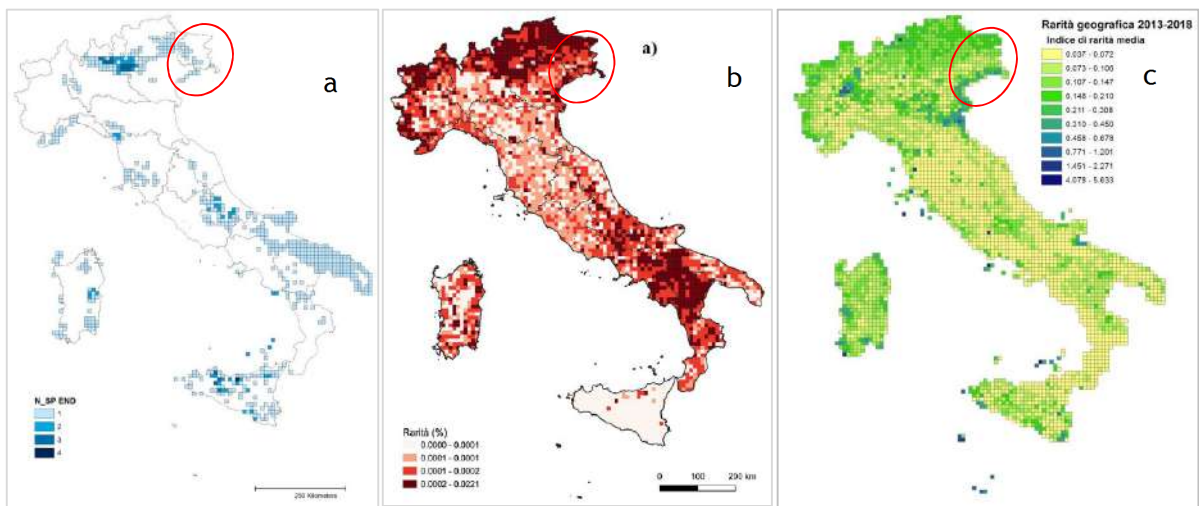 a
N_SP END
1
2
3
4
250 Kilometers
a)
b
Rarità (%)
0.0000 - 0.0001
0.0001 - 0.0001
0.0001 - 0.0002
0.0002 - 0.0221
0 100 200 km
Rarità geografica 2013-2018
Indice di rarità media
0.037 - 0.072
0.073 - 0.106
0.107 - 0.147
0.148 - 0.210
0.211 - 0.308
0.310 - 0.450
0.458 - 0.678
0.771 - 1.201
1.451 - 2.271
4.078 - 5.633
c